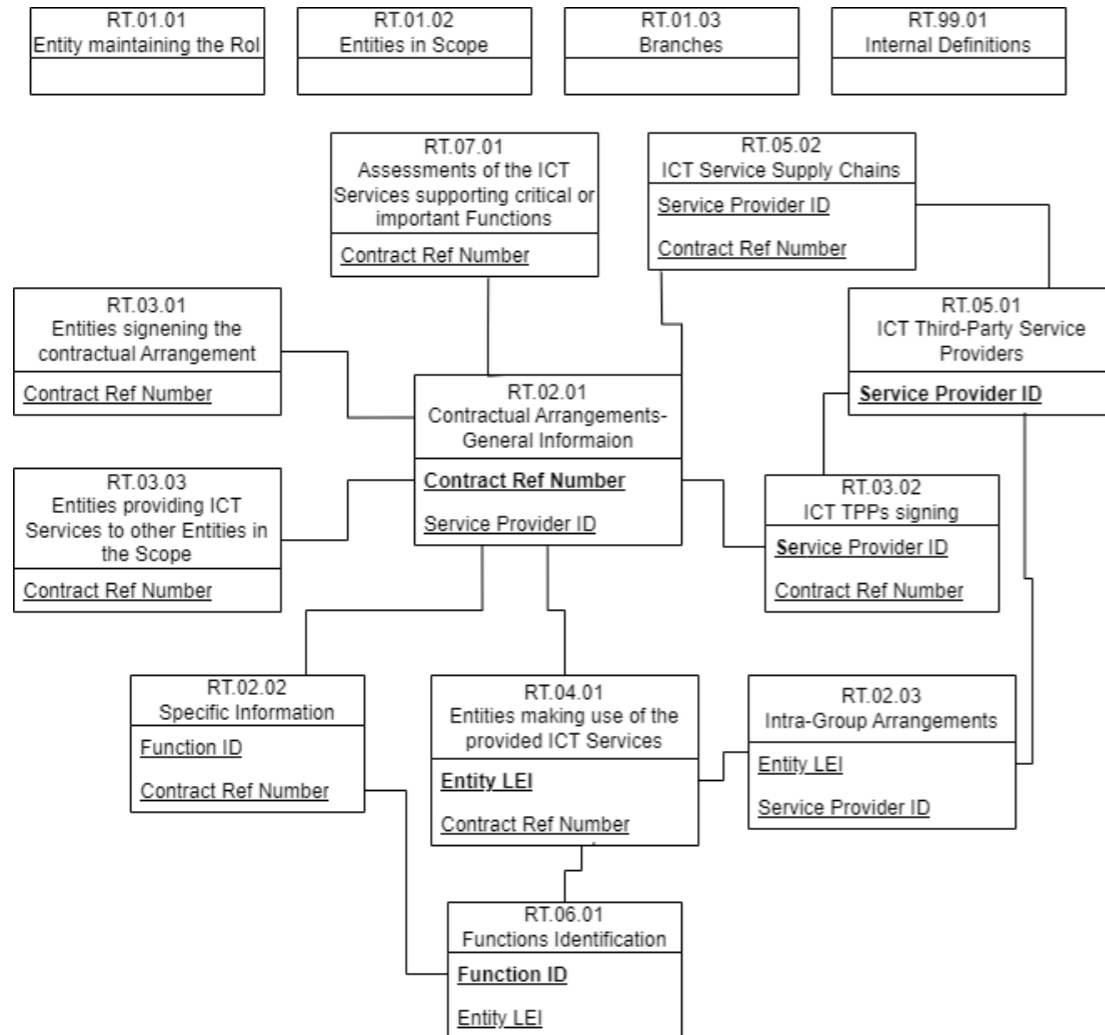 RT.01.01
Entity maintaining the RoI
RT.01.02
Entities in Scope
RT.01.03
Branches
RT.99.01
Internal Definitions
RT.07.01
Assessments of the ICT
Services supporting critical or
important Functions
Contract Ref Number
RT.05.02
ICT Service Supply Chains
Service Provider ID
Contract Ref Number
RT.03.01
Entities signening the
contractual Arrangement
Contract Ref Number
RT.05.01
ICT Third-Party Service
Providers
Service Provider ID
RT.02.01
Contractual Arrangements-
General Informaion
Contract Ref Number
Service Provider ID
RT.03.03
Entities providing ICT
Services to other Entities in
the Scope
Contract Ref Number
RT.03.02
ICT TPPs signing
Service Provider ID
Contract Ref Number
RT.02.02
Specific Information
Function ID
Contract Ref Number
RT.04.01
Entities making use of the
provided ICT Services
Entity LEI
Contract Ref Number
RT.02.03
Intra-Group Arrangements
Entity LEI
Service Provider ID
RT.06.01
Functions Identification
Function ID
Entity LEI